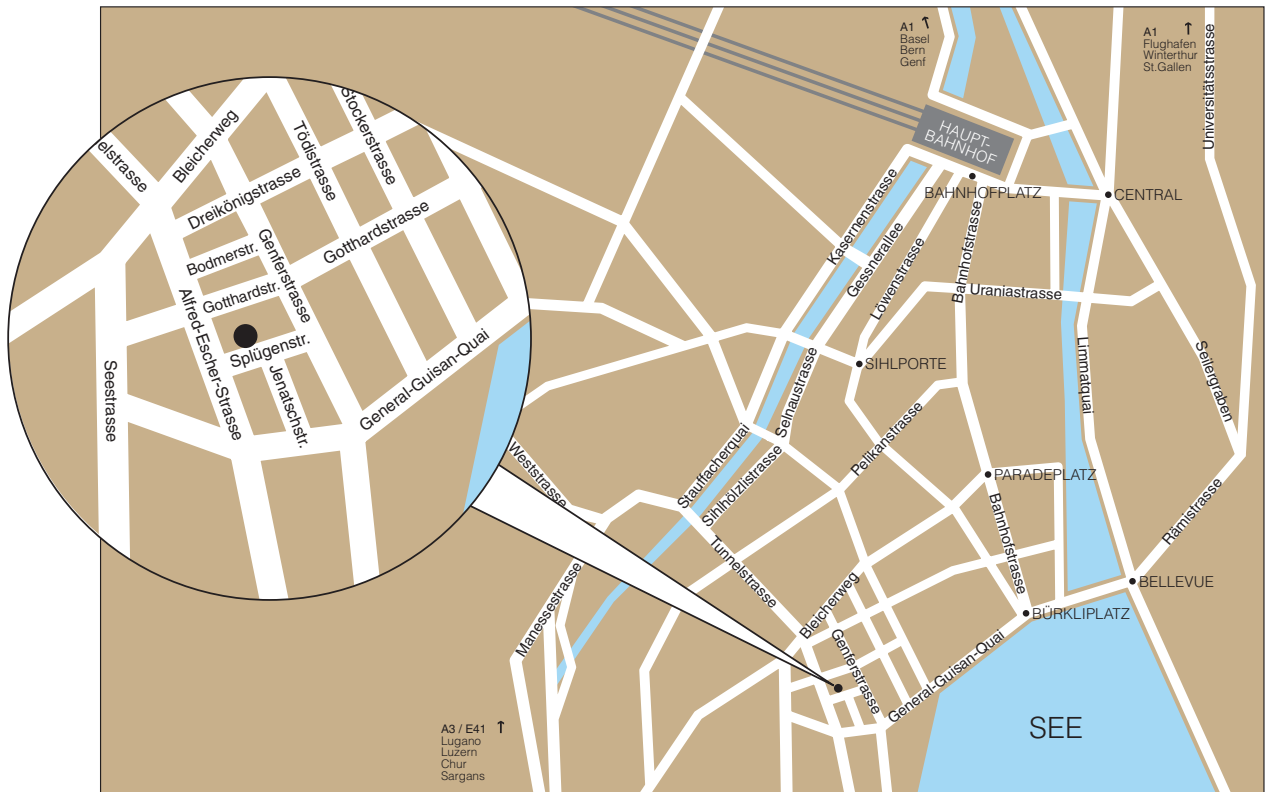 A1
Basel
Bern
Genf
A1
Flughafen
Winterthur
St.Gallen
Universitätsstrasse
HAUPT-
BAHNHOF
BAHNHOFPLATZ
CENTRAL
Kasernenstrasse
Gessnerallee
Löwenstrasse
Bahnhofstrasse
Uraniastrasse
SIHLPORTE
Limmatquai
Seilergraben
Selnaustrasse
Pelikanstrasse
Stauffacherquai
Sihlhölzlistrasse
PARADEPLATZ
Bahnhofstrasse
Rämistrasse
Weststrasse
Tunnelstrasse
Manessestrasse
Bleicherweg
Genferstrasse
General-Guisan-Quai
BELLEVUE
BÜRKLIPLATZ
SEE
A3 / E41
Lugano
Luzern
Chur
Sargans
elstrasse
Bleicherweg
Tödistrasse
Stockerstrasse
Dreikönigstrasse
Bodmerstr.
Genferstrasse
Gotthardstrasse
Gotthardstr.
Alfred-Escher-Strasse
Splügenstr.
Jenatschstr.
Seestrasse
General-Guisan-Quai